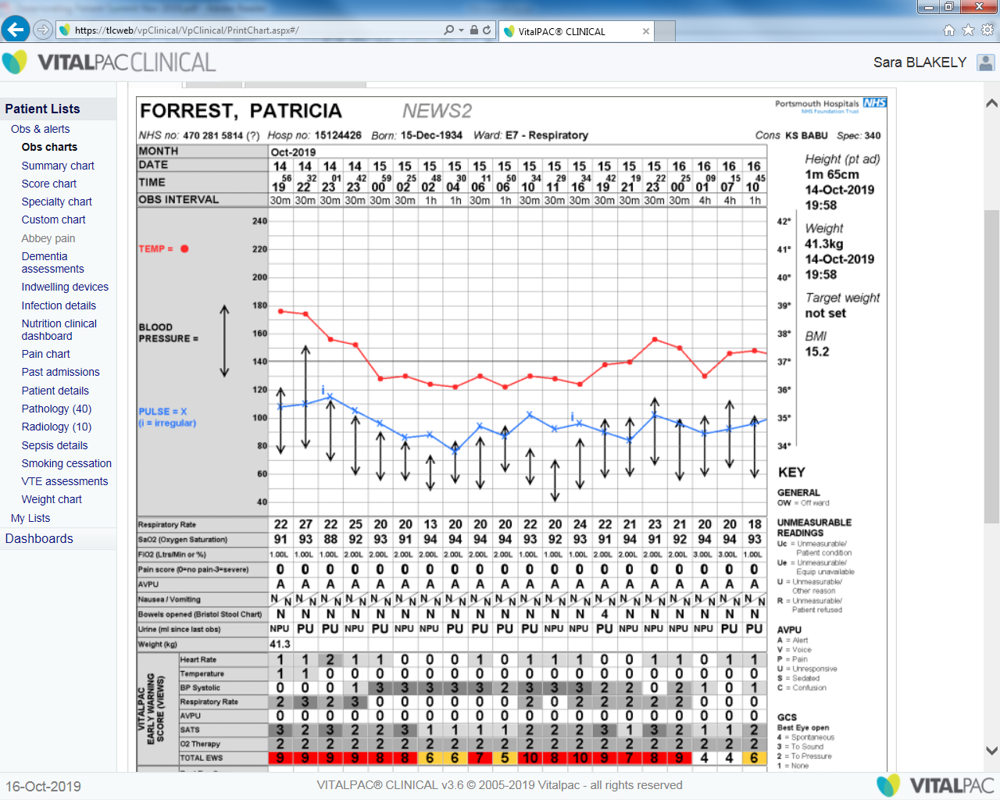 https://tlcweb/vpClinical/VpClinical/PrintChart.aspx#/
VitalPAC® CLINICAL
VITALPAC CLINICAL
Sara BLAKELY
Patient Lists
Obs & alerts
Obs charts
Summary chart
Score chart
Specialty chart
Custom chart
Abbey pain
Dementia
assessments
Indwelling devices
Infection details
Nutrition clinical
dashboard
Pain chart
Past admissions
Patient details
Pathology (40)
Radiology (10)
Sepsis details
Smoking cessation
VTE assessments
Weight chart
My Lists
Dashboards
FORREST, PATRICIA NEWS2
Portsmouth Hospitals NHS
NHS Foundation Trust
NHS no: 470 281 5814 (?) Hosp no: 15124426 Born: 15-Dec-1934 Ward: E7 - Respiratory Cons KS BABU Spec: 340
MONTH Oct-2019
DATE 14 14 14 14 15 15 15 15 15 15 15 15 15 15 15 15 16 16 16 16
TIME 19 56 22 32 23 01 23 42 00 53 02 25 02 48 04 30 06 11 06 50 10 34 11 29 16 34 19 42 21 19 22 23 00 25 01 09 07 15 10 45
OBS INTERVAL 30m 30m 30m 30m 30m 30m 1h 1h 30m 1h 30m 30m 1h 30m 30m 30m 30m 4h 4h 1h
240
220
200
180
160
140
120
100
80
60
40
TEMP =
BLOOD
PRESSURE =
PULSE = X
(i = irregular)
i
i
42°
41°
40°
39°
38°
37°
36°
35°
34°
Height (pt ad)
1m 65cm
14-Oct-2019
19:58
Weight
41.3kg
14-Oct-2019
19:58
Target weight
not set
BMI
15.2
Respiratory Rate 22 27 22 25 20 20 13 20 20 20 22 20 24 22 21 23 21 20 20 18
SaO2 (Oxygen Saturation) 91 93 88 92 93 91 94 94 94 94 93 92 93 91 94 91 92 94 94 93
FiO2 (Ltrs/Min or %) 1.00L 1.00L 1.00L 2.00L 2.00L 2.00L 2.00L 2.00L 2.00L 2.00L 2.00L 2.00L 2.00L 2.00L 2.00L 2.00L 2.00L 3.00L 3.00L 1.00L
Pain score (0=no pain-3=severe) 0 0 0 0 0 0 0 0 0 0 0 0 0 0 0 0 0 0 0 0
AVPU A A A A A A A A A A A A A A A A A A A A
Nausea / Vomiting N/N N/N N/N N/N N/N N/N N/N N/N N/N N/N N/N N/N N/N N/N N/N N/N N/N N/N N/N N/N
Bowels opened (Bristol Stool Chart) N N N N N N N N N N N N N 4 N N N N N N
Urine (ml since last obs) NPU PU PU NPU PU NPU NPU PU PU PU PU NPU NPU PU NPU NPU NPU NPU PU PU
Weight (kg) 41.3
VITALPAC
EARLY WARNING
SCORE (VIEWS)
Heart Rate 1 1 2 1 1 0 0 0 1 0 1 1 1 0 0 1 1 0 1 1
Temperature 1 1 0 0 0 0 0 0 0 0 0 0 0 0 0 0 0 0 0 0
BP Systolic 0 0 0 1 3 3 3 3 3 2 3 3 3 2 2 0 2 1 0 1
Respiratory Rate 2 3 2 3 0 0 0 0 0 0 2 0 2 2 2 2 2 0 0 0
AVPU 0 0 0 0 0 0 0 0 0 0 0 0 0 0 0 0 0 0 0 0
SATS 3 2 3 2 2 3 1 1 1 1 2 2 2 3 1 3 2 1 1 2
O2 Therapy 2 2 2 2 2 2 2 2 2 2 2 2 2 2 2 2 2 2 2 2
TOTAL EWS 9 9 9 9 8 8 6 6 7 5 10 8 10 9 7 8 9 4 4 6
KEY
GENERAL
OW = Off ward
UNMEASURABLE
READINGS
Uc = Unmeasurable/
Patient condition
Ue = Unmeasurable/
Equip unavailable
U = Unmeasurable/
Other reason
R = Unmeasurable/
Patient refused
AVPU
A = Alert
V = Voice
P = Pain
U = Unresponsive
S = Sedated
C = Confusion
GCS
Best Eye open
4 = Spontaneous
3 = To Sound
2 = To Pressure
1 = None
16-Oct-2019
VITALPAC® CLINICAL v3.6 © 2005-2019 Vitalpac - all rights reserved
VITALPAC